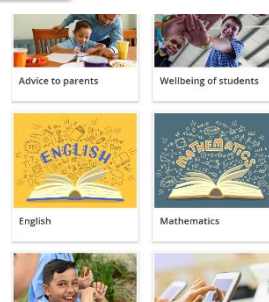 Advice to parents
Wellbeing of students
ENGLISH
MATHEMATICS
English
Mathematics